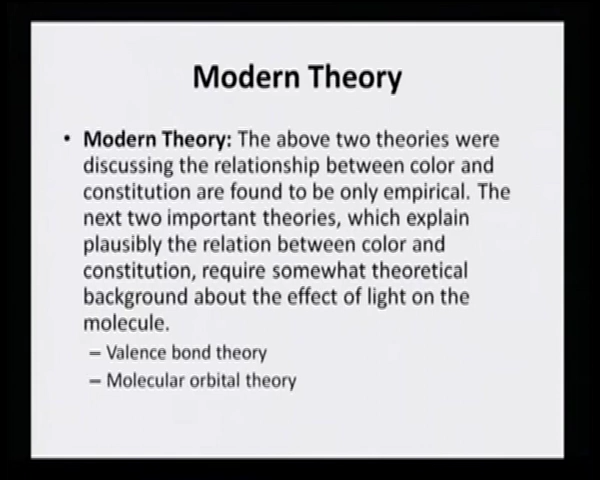 Modern Theory
• Modern Theory: The above two theories were
discussing the relationship between color and
constitution are found to be only empirical. The
next two important theories, which explain
plausibly the relation between color and
constitution, require somewhat theoretical
background about the effect of light on the
molecule.
– Valence bond theory
– Molecular orbital theory